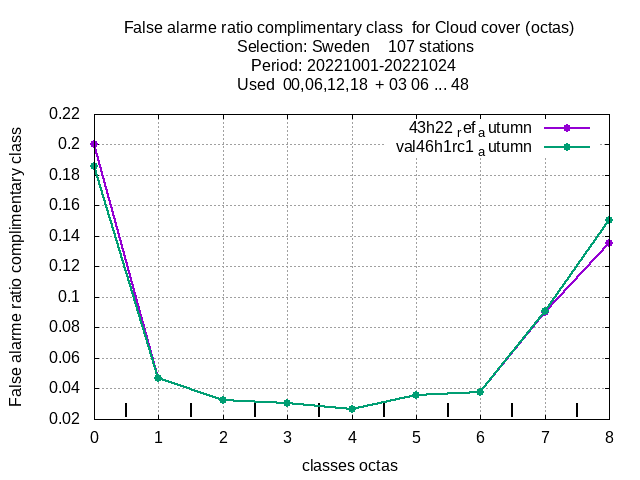 False alarme ratio complimentary class  for Cloud cover (octas)
Selection: Sweden    107 stations
Period: 20221001-20221024
Used  00,06,12,18  + 03 06 ... 48
43h22 ref a utumn
val46h1rc1 a utumn
False alarme ratio complimentary class
0.22
0.2
0.18
0.16
0.14
0.12
0.1
0.08
0.06
0.04
0.02
0 1 2 3 4 5 6 7 8
classes octas